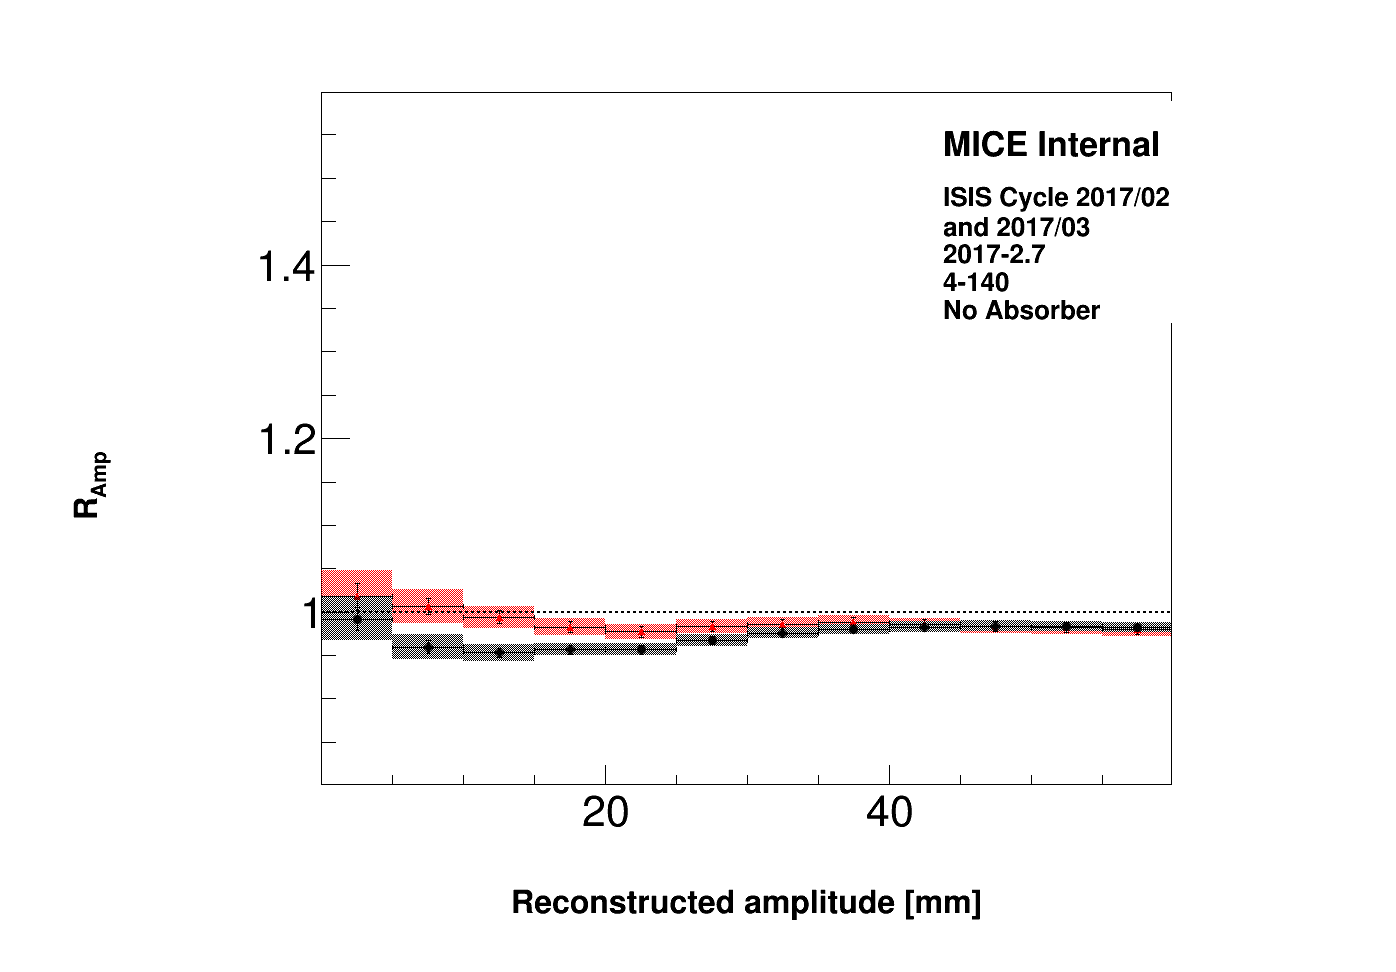 MICE Internal
ISIS Cycle 2017/02
and 2017/03
2017-2.7
4-140
No Absorber
1.4
1.2
1
R_Amp
20 40
Reconstructed amplitude [mm]